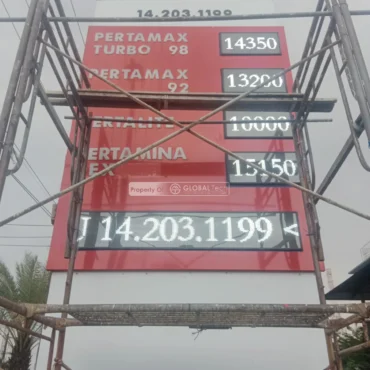 14.203.1199
PERTAMAX
TURBO 98 14350
PERTAMAX
92 13200
ERTALITE 10000
ERTAMINA
15150
Property Of GLOBAL Tech
U 14.203.1199 <